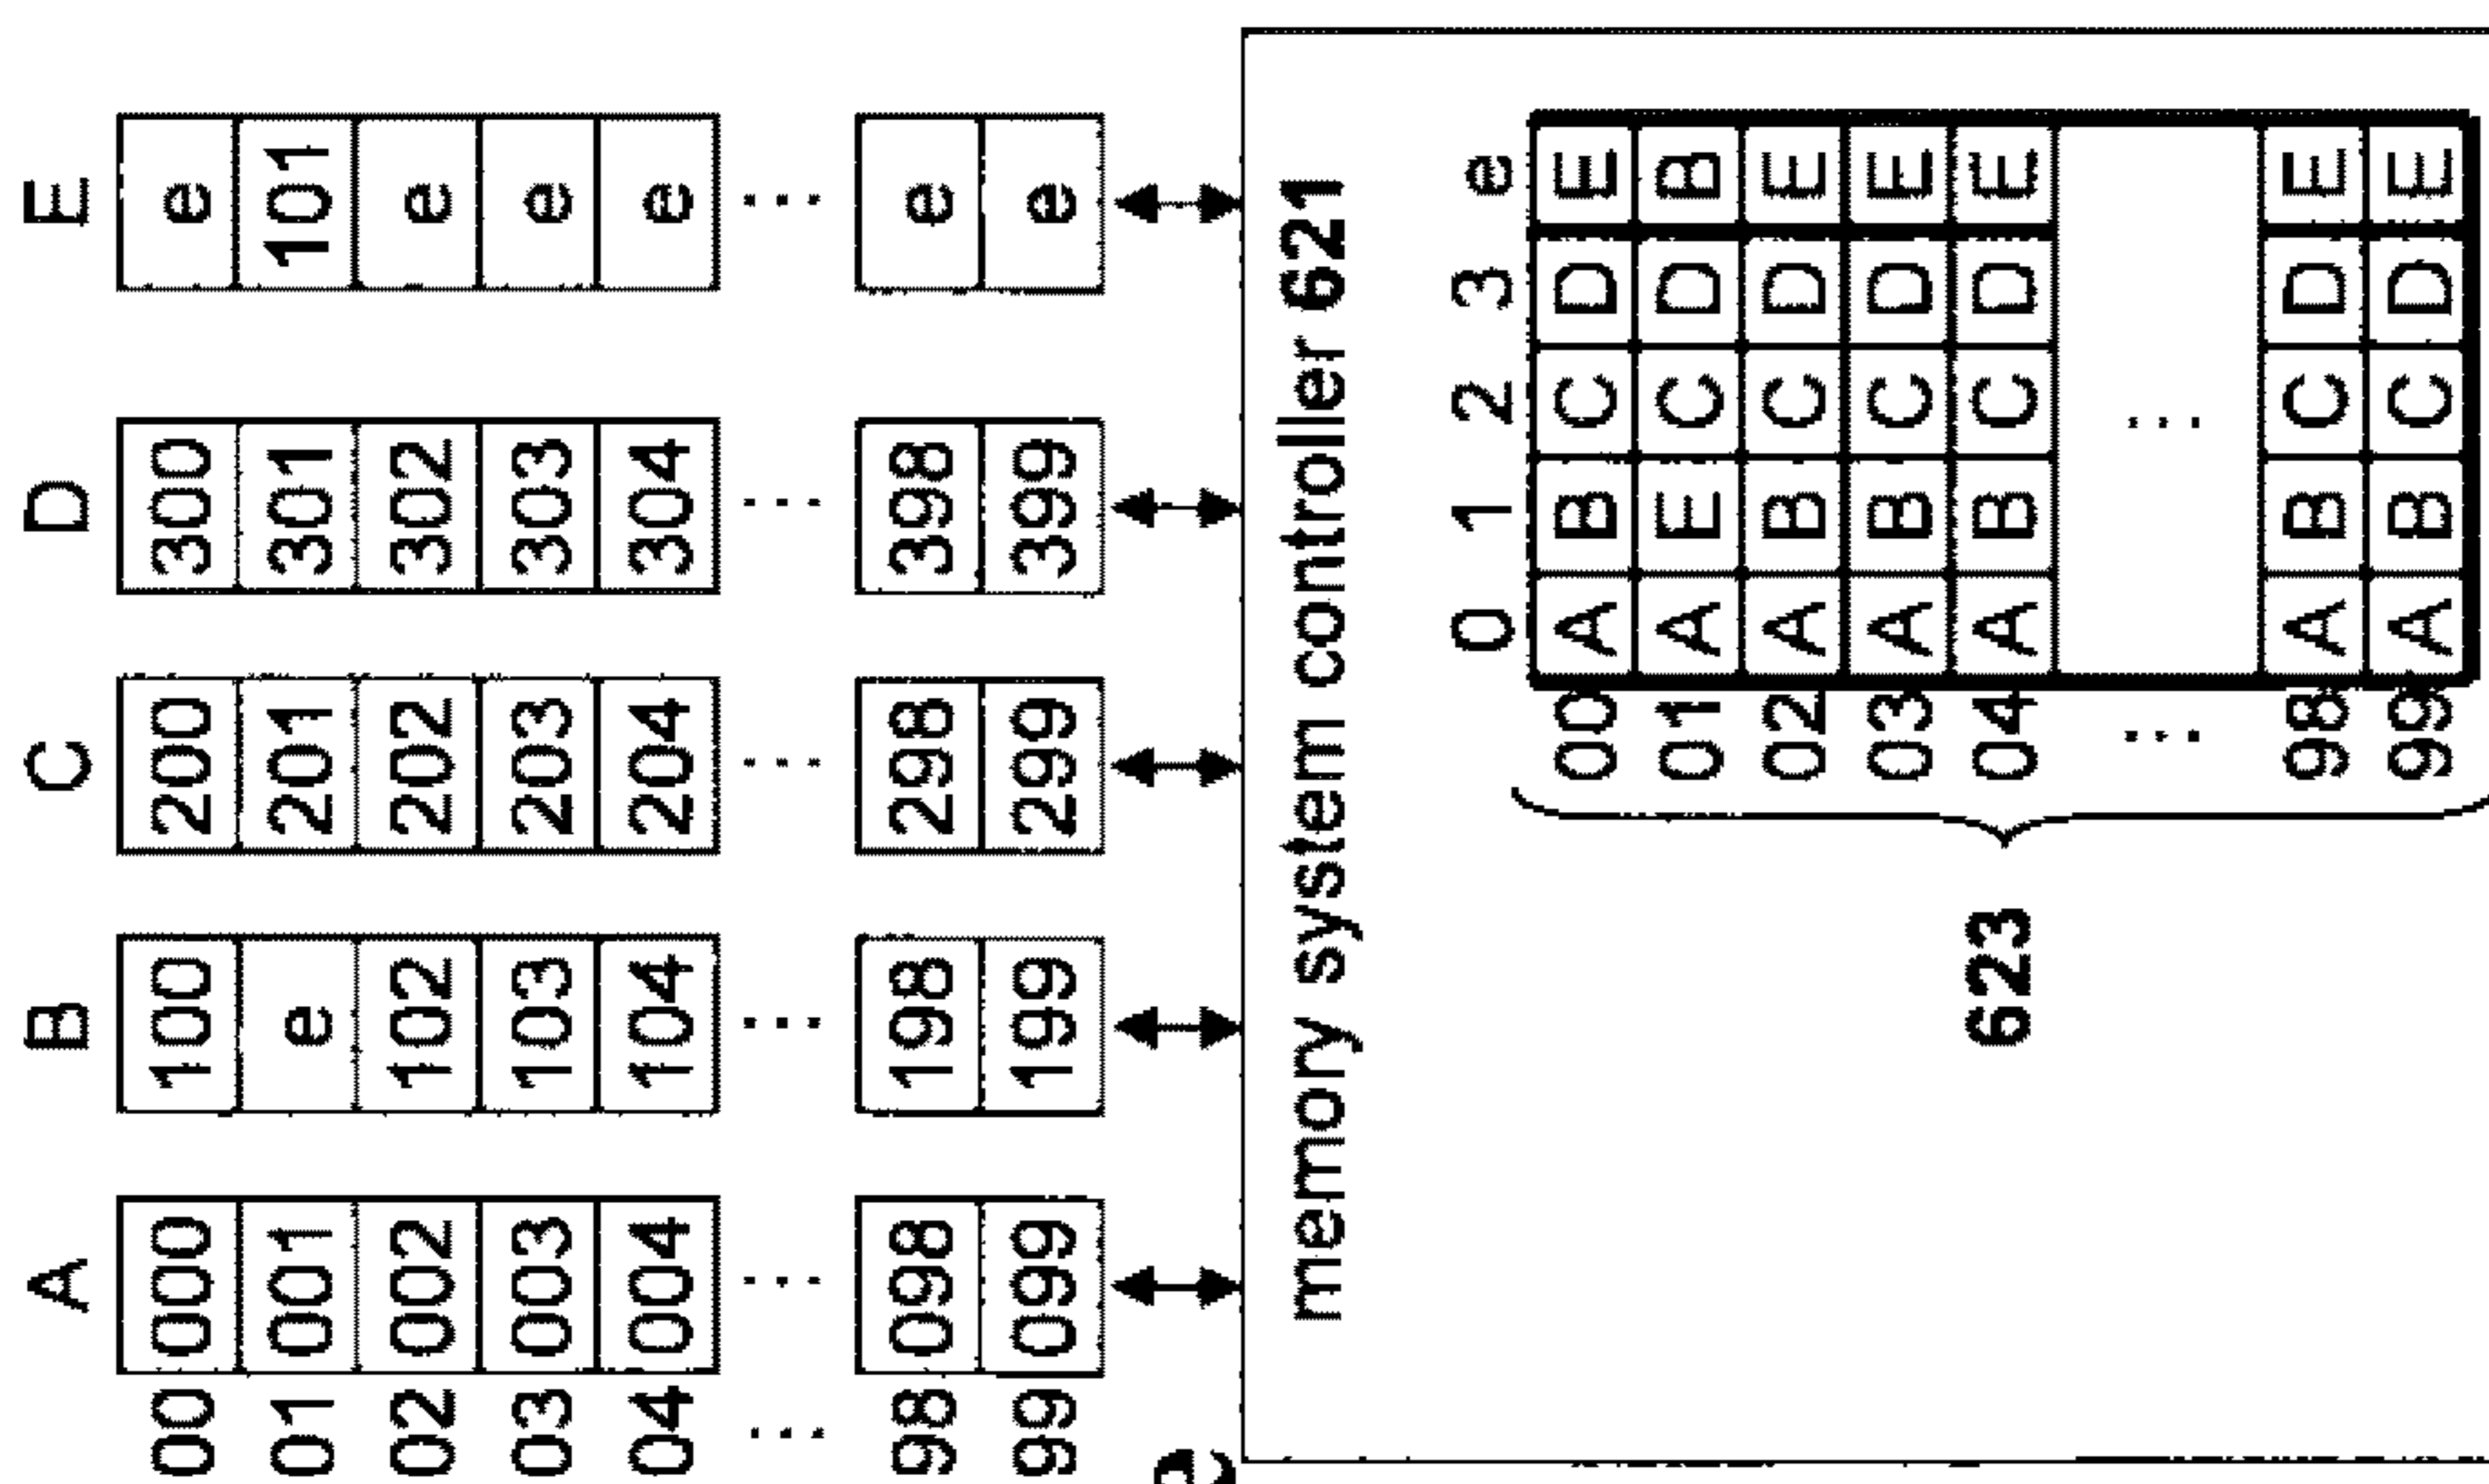 A B C D E
00 000 100 200 300 e
01 001 e 201 301 101
02 002 102 202 302 e
03 003 103 203 303 e
04 004 104 204 304 e
... ... ... ... ... ...
98 098 198 298 398 e
99 099 199 299 399 e
memory system controller 621
0 1 2 3 e
00 A B C D E
01 A E C D B
02 A B C D E
03 A B C D E
623 04 A B C D E
... ...
98 A B C D E
99 A B C D E